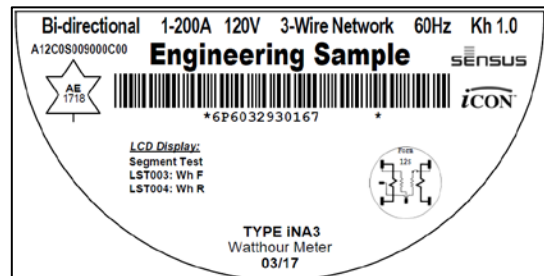 Bi-directional 1-200A 120V 3-Wire Network 60Hz Kh 1.0
A12C0S009000C00
Engineering Sample
sensus
AE
1718
iCON
*6P6032930167 *
LCD Display:
Segment Test
LST003: Wh F
LST004: Wh R
Form
12S
TYPE iNA3
Watthour Meter
03/17